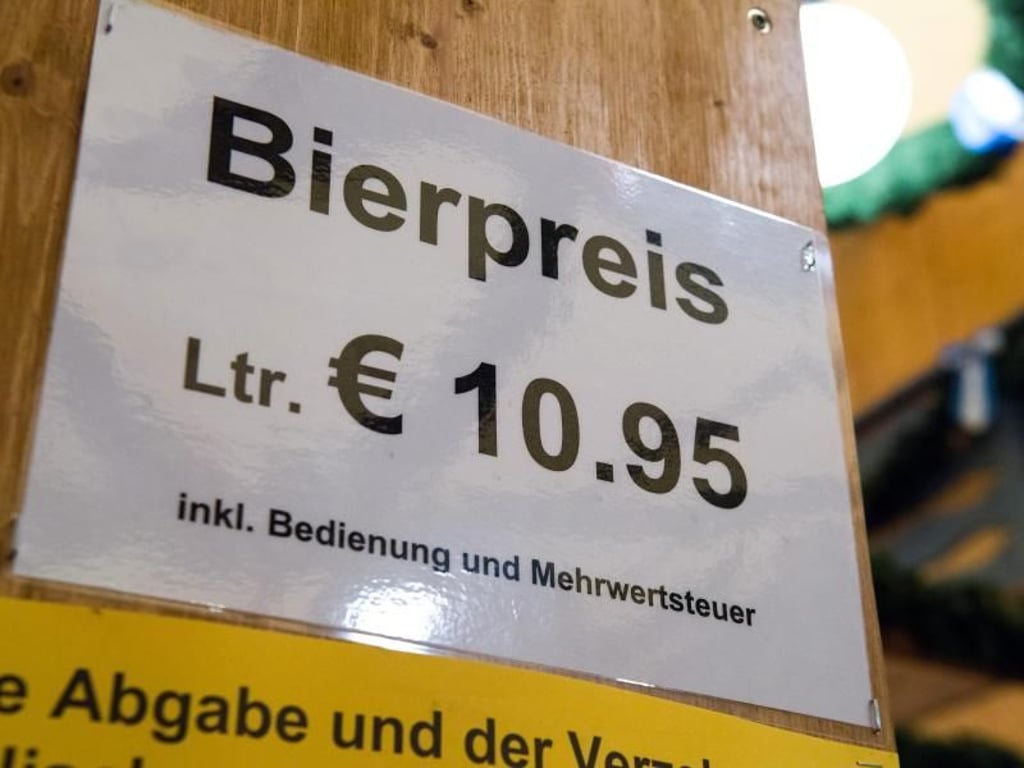 Bierpreis
Ltr. € 10.95
inkl. Bedienung und Mehrwertsteuer
e Abgabe und der